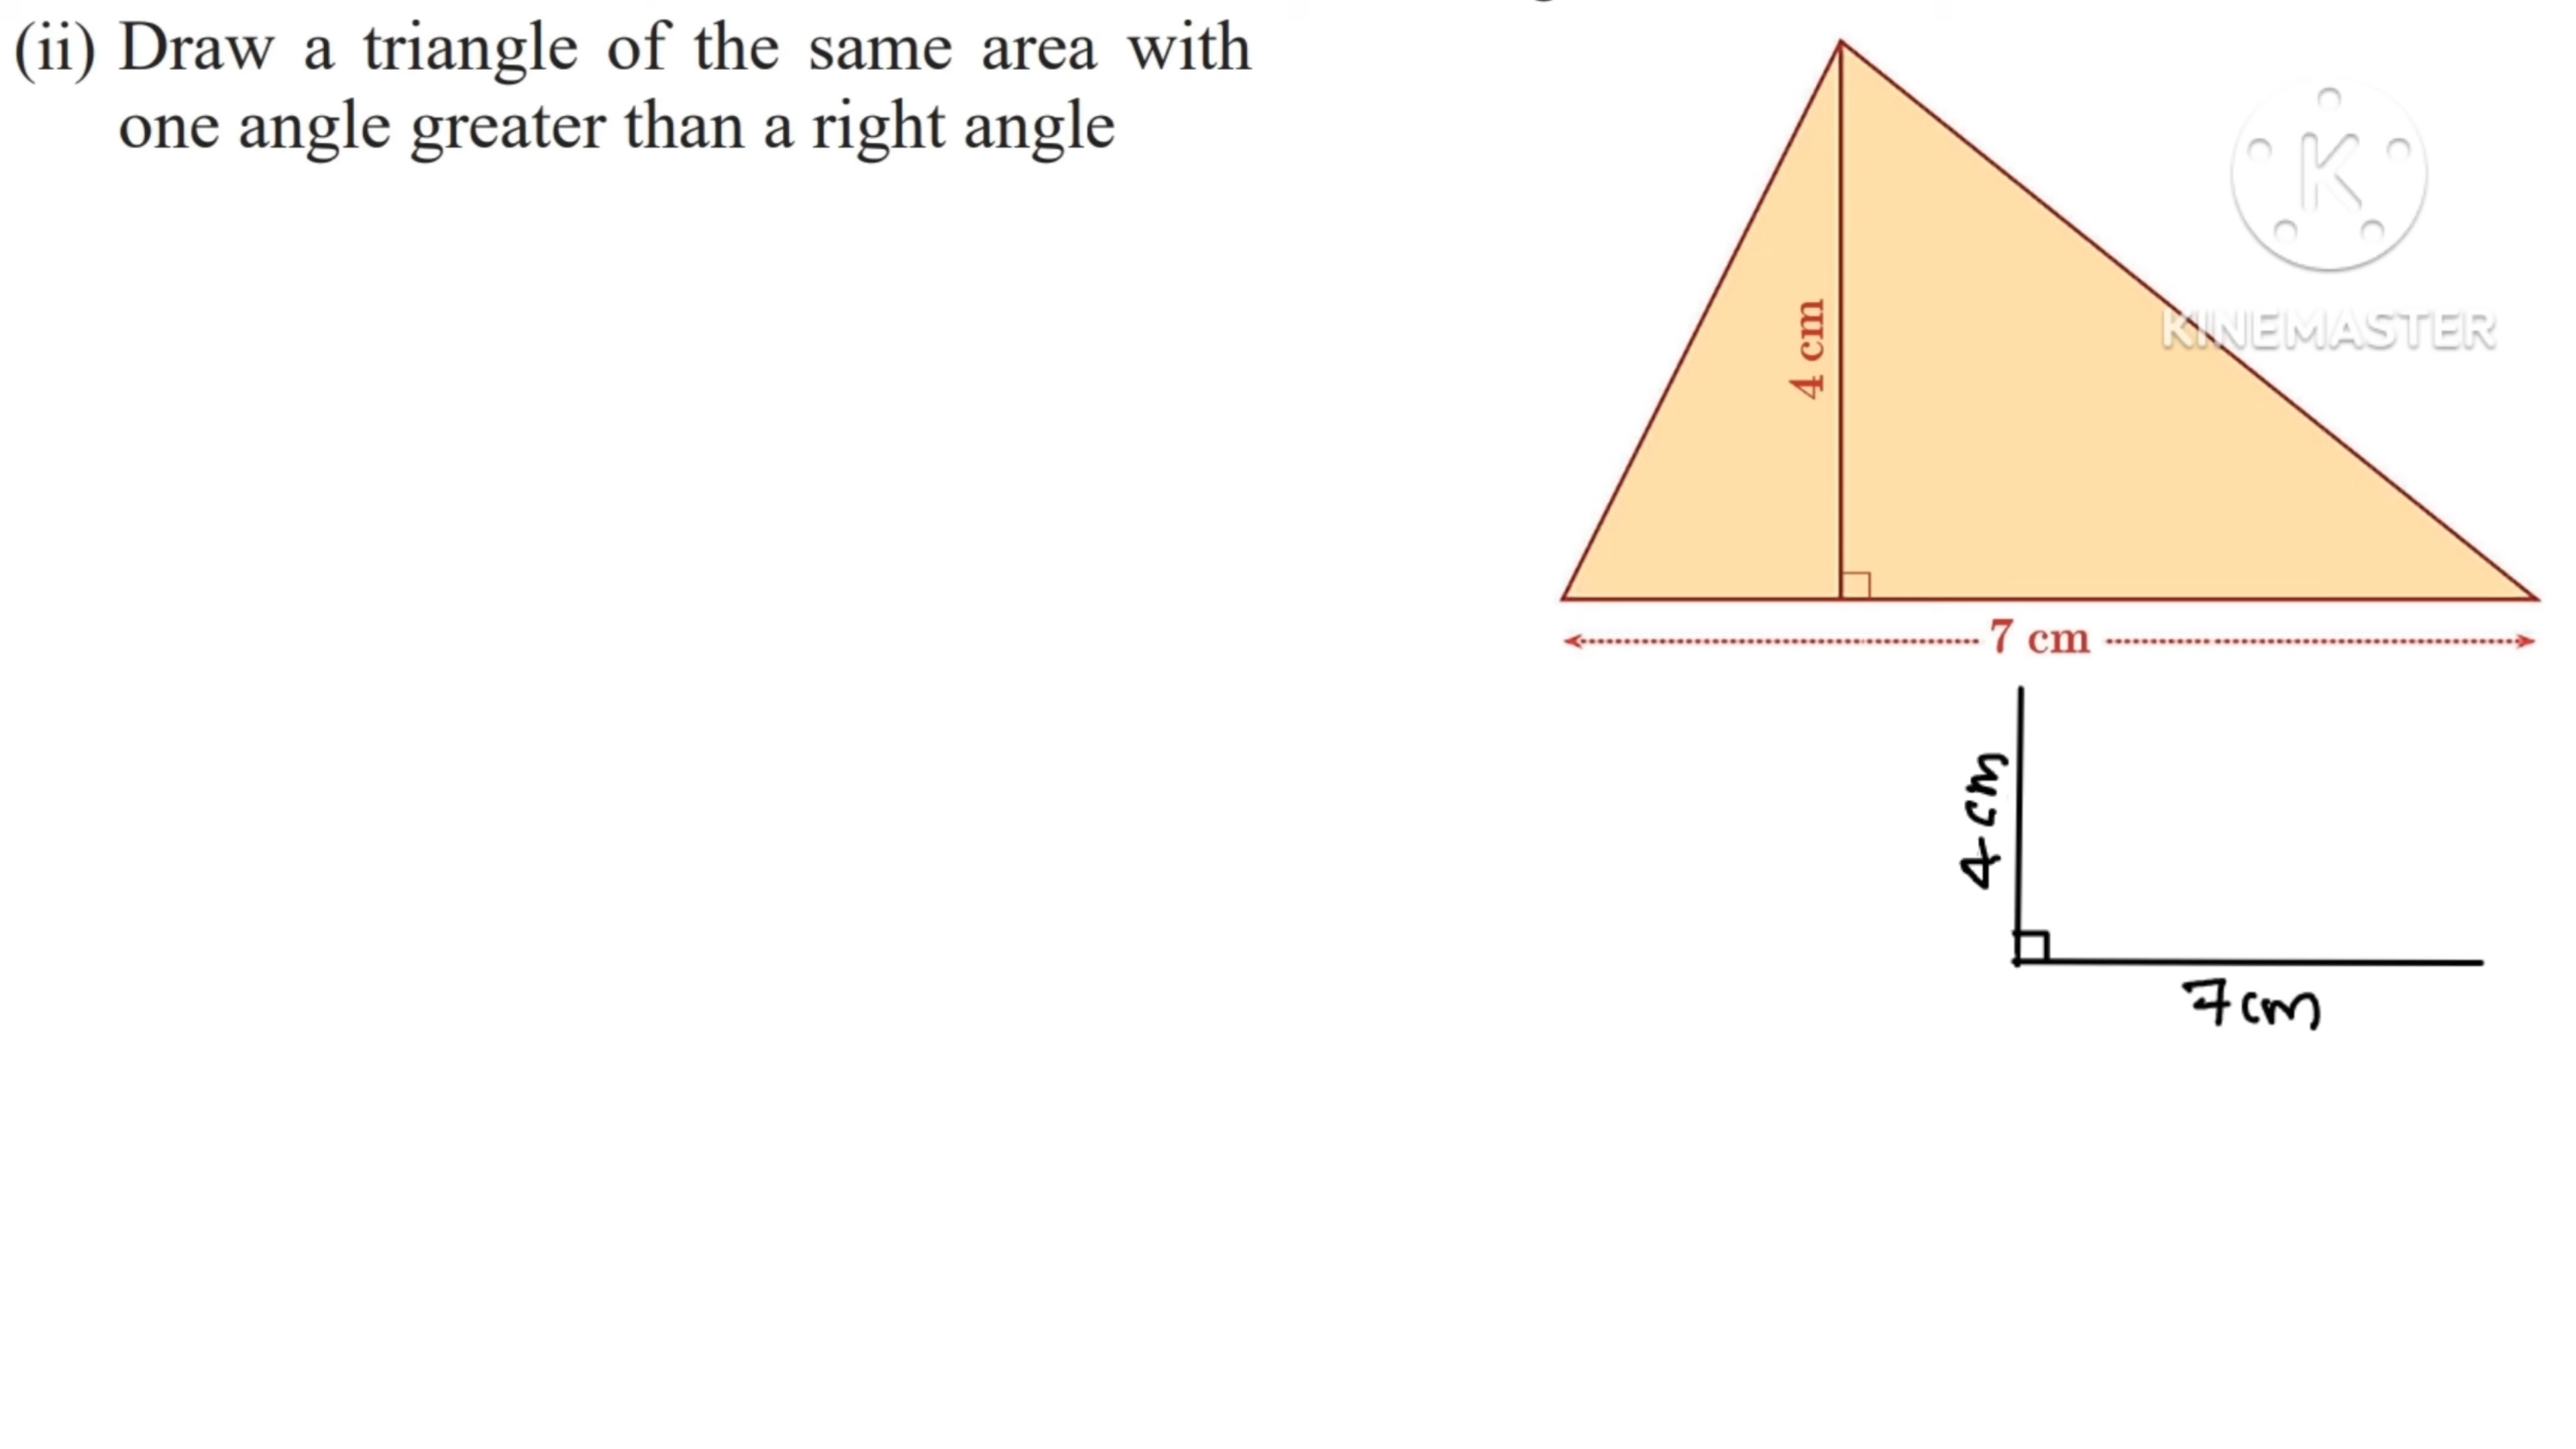 (ii) Draw a triangle of the same area with
one angle greater than a right angle
K
KINEMASTER
4 cm
7 cm
4 cm
7 cm